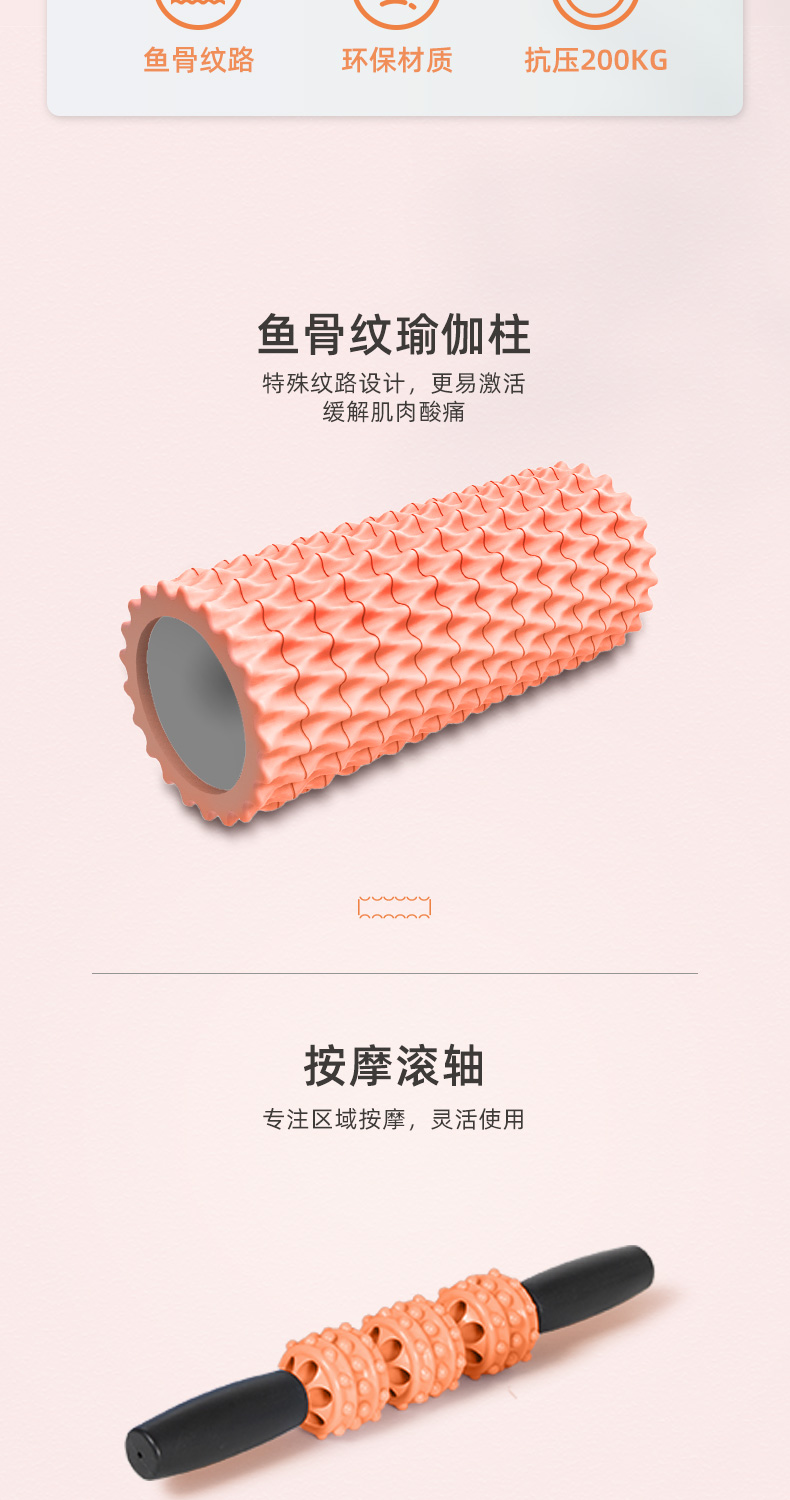 鱼骨纹路
环保材质
抗压200KG
鱼骨纹瑜伽柱
特殊纹路设计，更易激活
缓解肌肉酸痛
按摩滚轴
专注区域按摩，灵活使用